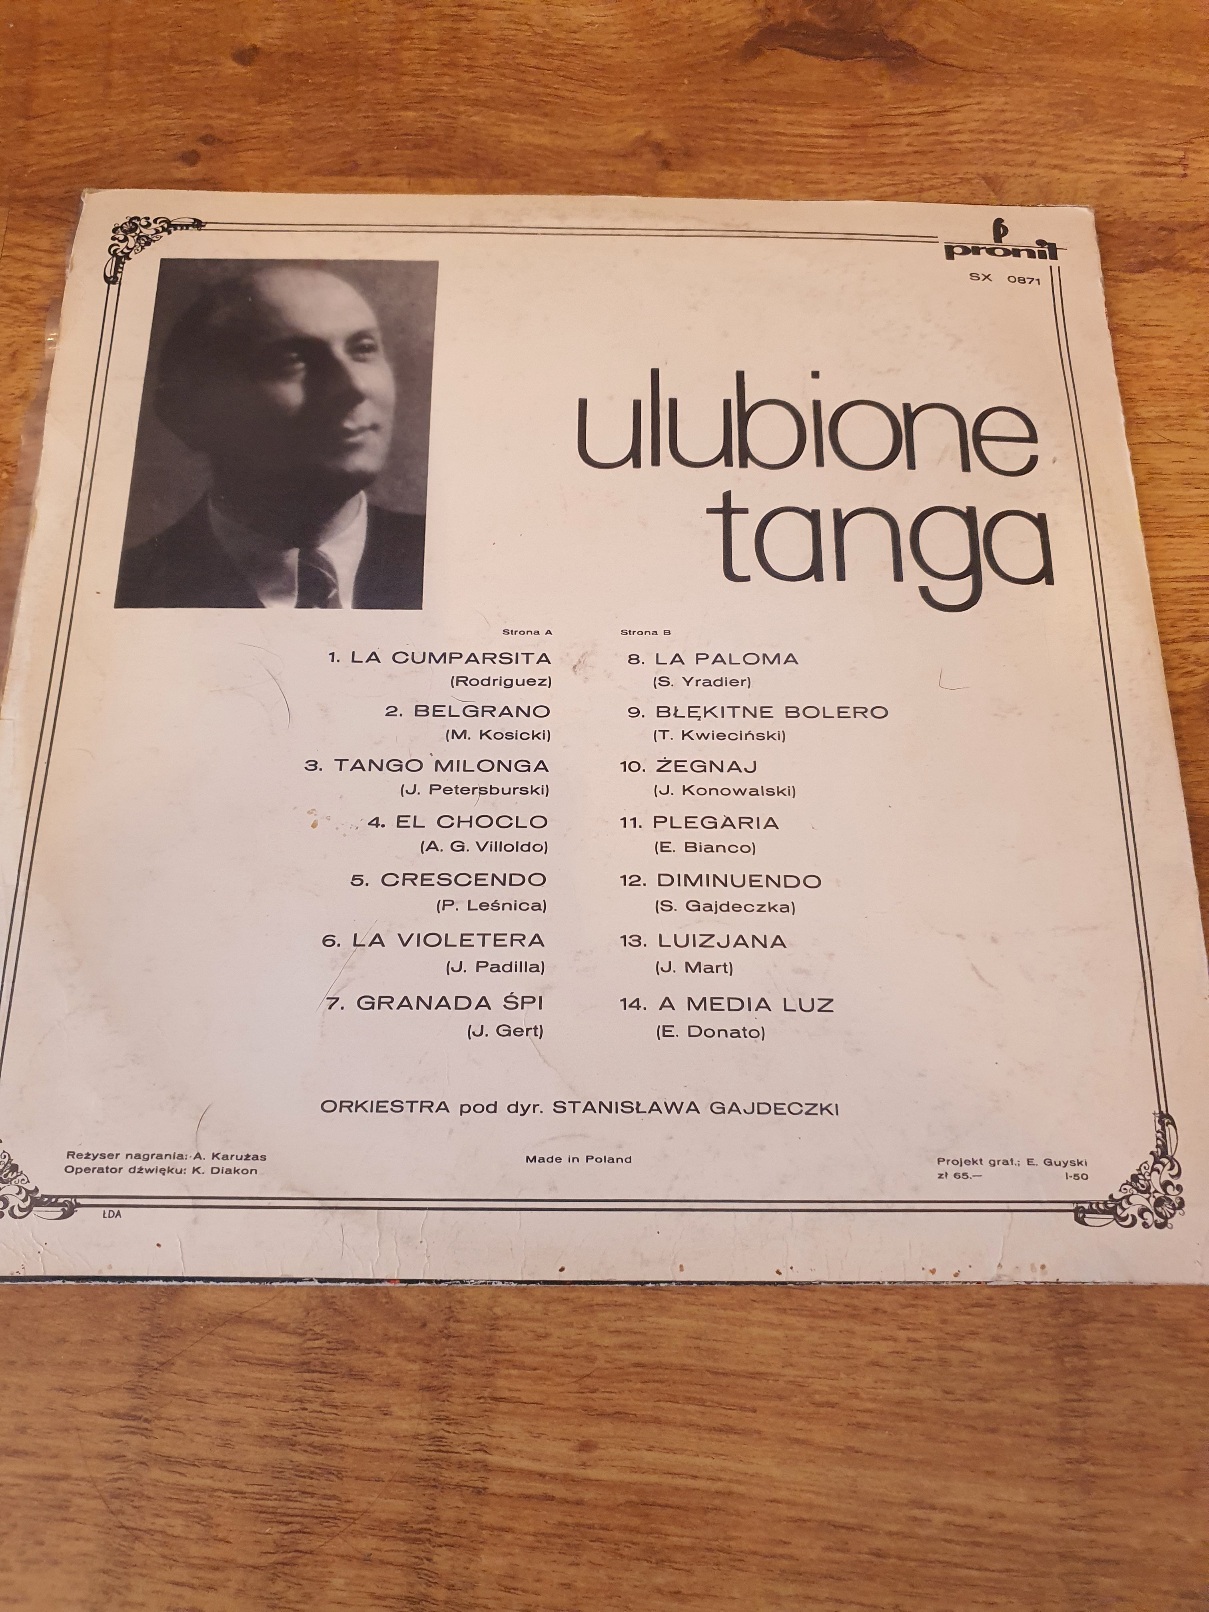 pronit
SX 0871
ulubione
tanga
Strona A
1. LA CUMPARSITA
(Rodriguez)
2. BELGRANO
(M. Kosicki)
3. TANGO MILONGA
(J. Petersburski)
4. EL CHOCLO
(A. G. Villoldo)
5. CRESCENDO
(P. Leśnica)
6. LA VIOLETERA
(J. Padilla)
7. GRANADA ŚPI
(J. Gert)
Strona B
8. LA PALOMA
(S. Yradier)
9. BŁĘKITNE BOLERO
(T. Kwieciński)
10. ŻEGNAJ
(J. Konowalski)
11. PLEGARIA
(E. Bianco)
12. DIMINUENDO
(S. Gajdeczka)
13. LUIZJANA
(J. Mart)
14. A MEDIA LUZ
(E. Donato)
ORKIESTRA pod dyr. STANISŁAWA GAJDECZKI
Reżyser nagrania: A. Karużas
Operator dźwięku: K. Diakon
Made in Poland
Projekt graf.: E. Guyski
zł 65.— I-50
ŁDA